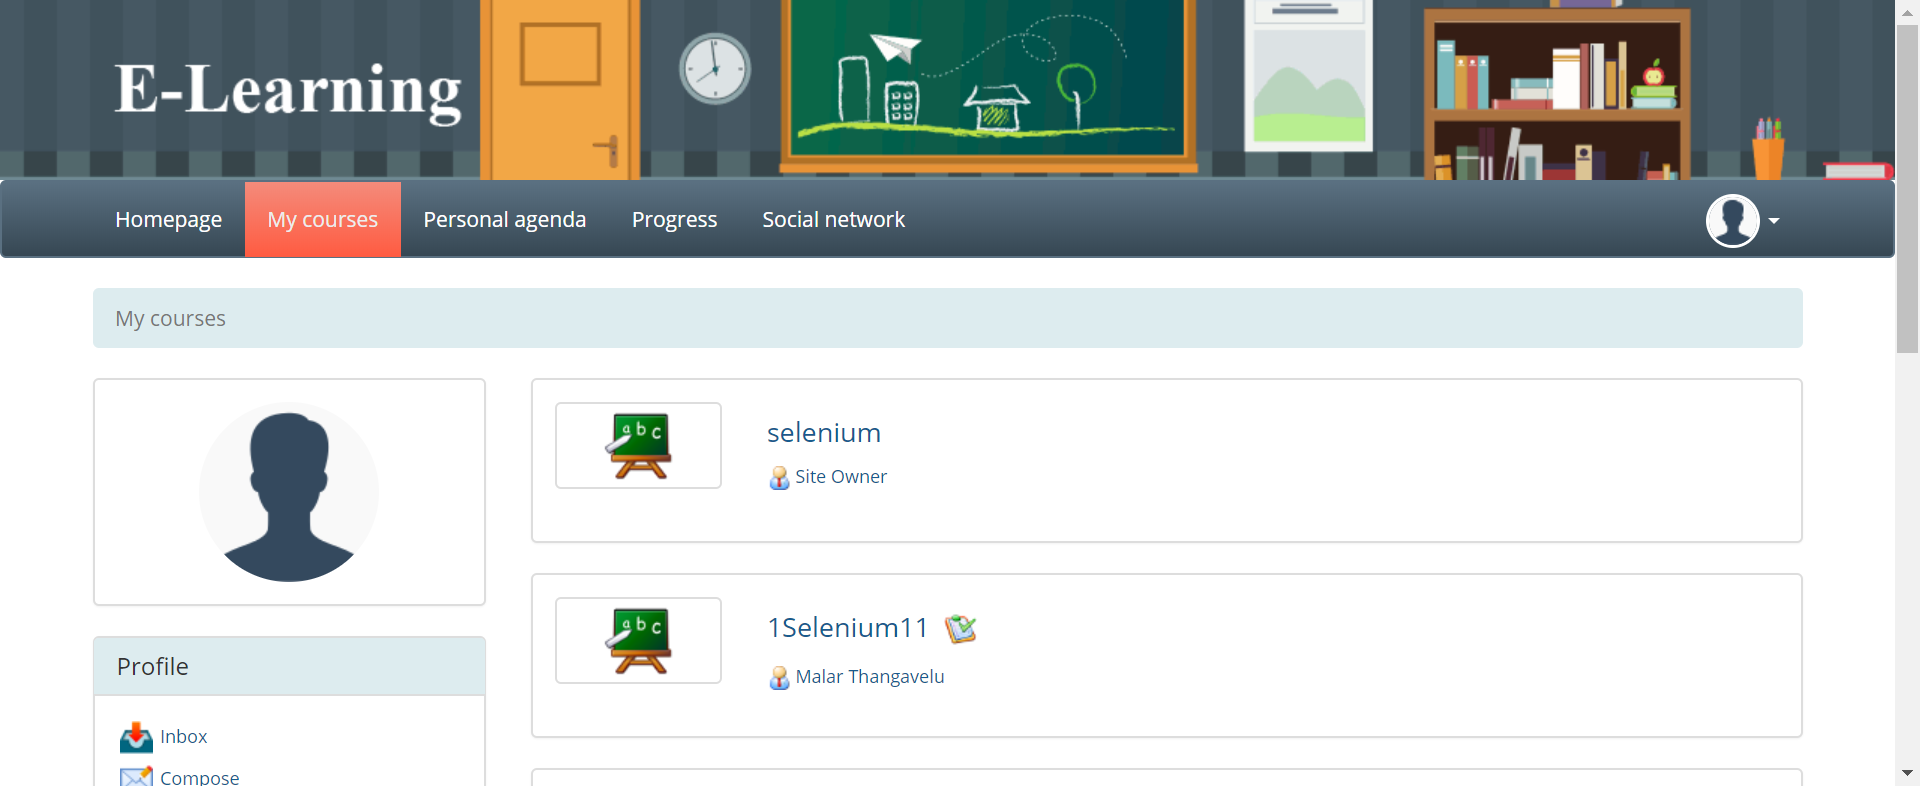 E-Learning
Homepage My courses Personal agenda Progress Social network
My courses
selenium
Site Owner
1Selenium11
Malar Thangavelu
Profile
Inbox
Compose